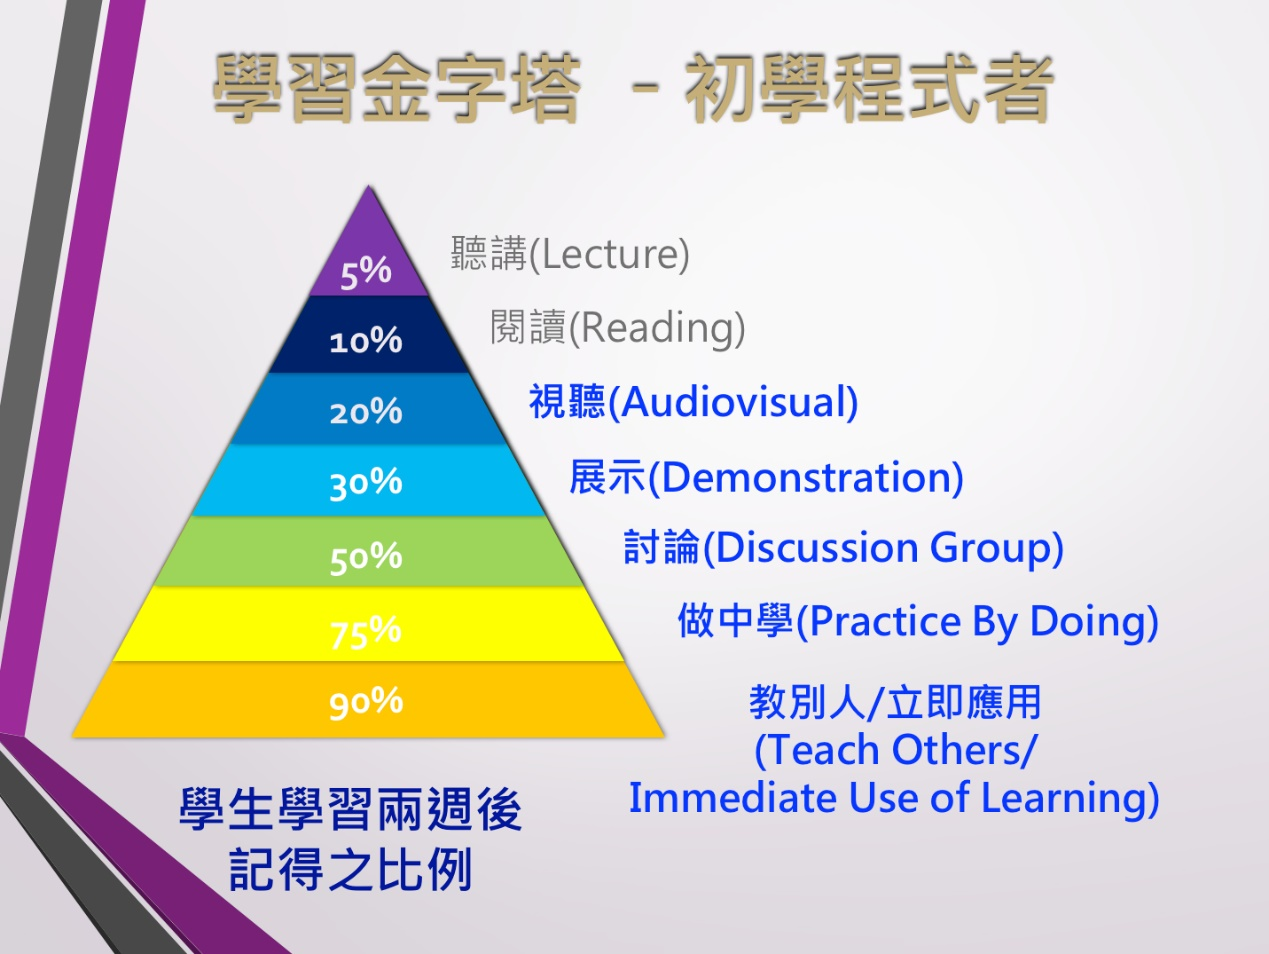 學習金字塔 - 初學程式者
5%
聽講(Lecture)
10%
閱讀(Reading)
20%
視聽(Audiovisual)
30%
展示(Demonstration)
50%
討論(Discussion Group)
75%
做中學(Practice By Doing)
90%
教別人/立即應用
(Teach Others/
Immediate Use of Learning)
學生學習兩週後
記得之比例